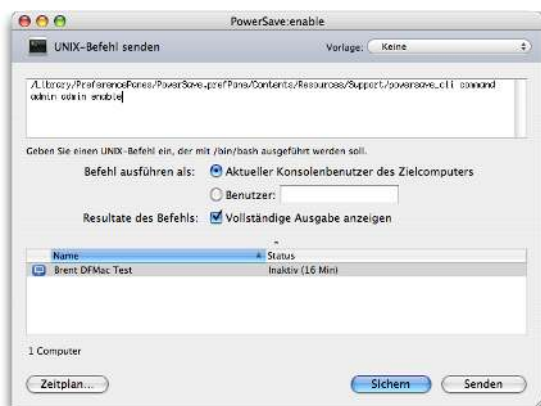 PowerSave:enable
UNIX-Befehl senden
Vorlage: Keine
/Library/PreferencePanes/PowerSave.prefPane/Contents/Resources/Support/powersave_cli command
admin admin enable
Geben Sie einen UNIX-Befehl ein, der mit /bin/bash ausgeführt werden soll.
Befehl ausführen als: Aktueller Konsolenbenutzer des Zielcomputers
Benutzer:
Resultate des Befehls: Vollständige Ausgabe anzeigen
Name Status
Brent DFMac Test Inaktiv (16 Min)
1 Computer
Zeitplan... Sichern Senden